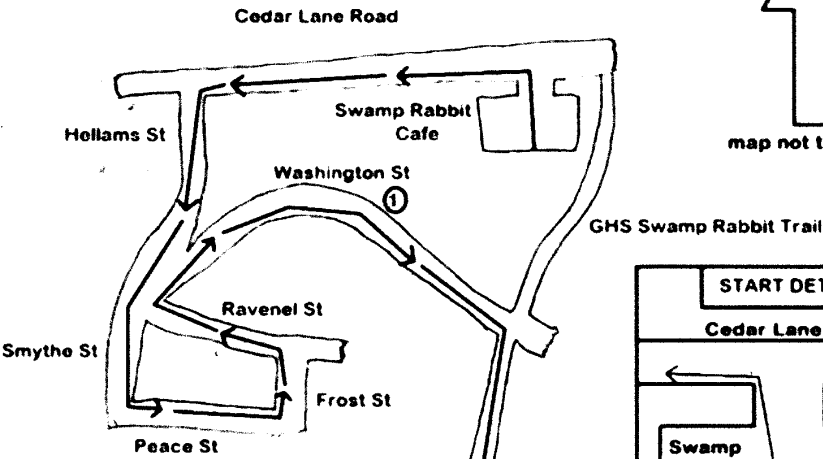 Cedar Lane Road
Hellams St
Swamp Rabbit
Cafe
map not t
Washington St
1
GHS Swamp Rabbit Trail
START DET
Ravenel St
Cedar Lane
Smythe St
Frost St
Peace St
Swamp